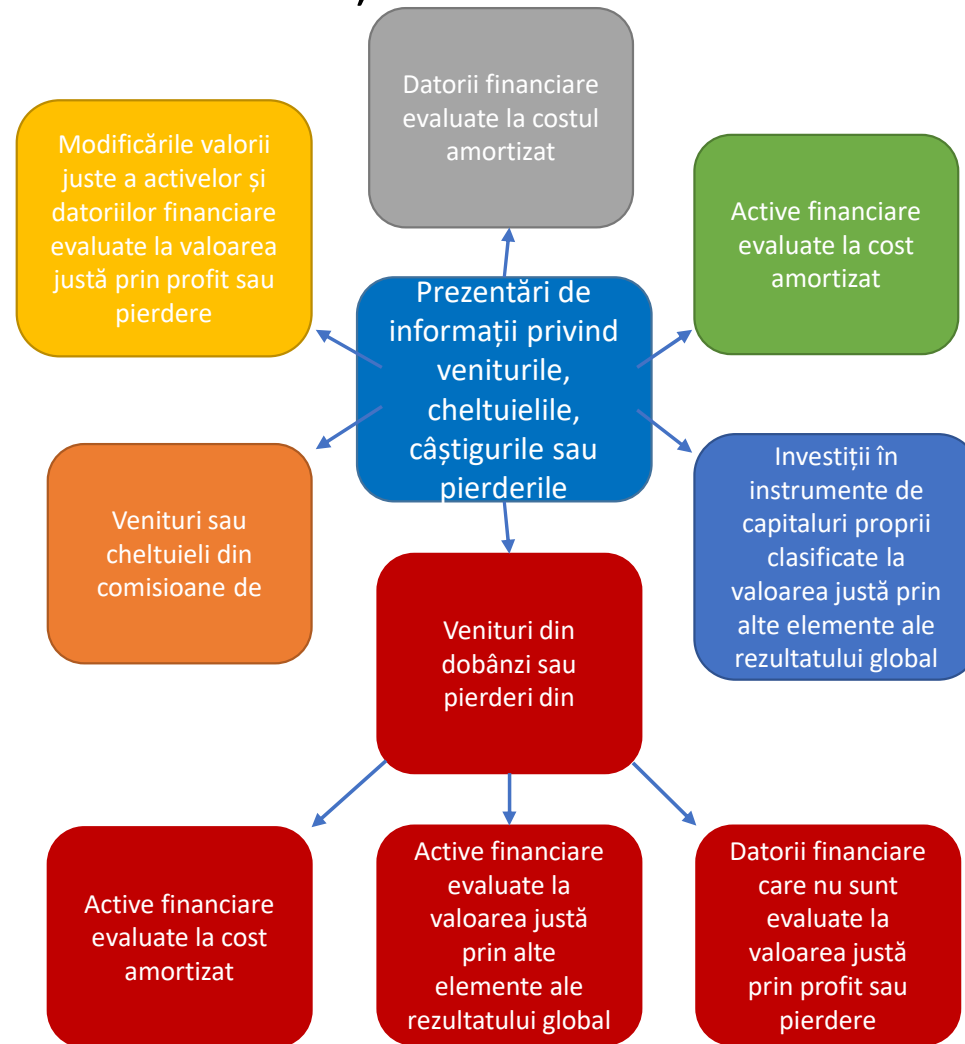 Datorii financiare
evaluate la costul
amortizat
Modificările valorii
juste a activelor și
datoriilor financiare
evaluate la valoarea
justă prin profit sau
pierdere
Active financiare
evaluate la cost
amortizat
Prezentări de
informații privind
veniturile,
cheltuielile,
câștigurile sau
pierderile
Venituri sau
cheltuieli din
comisioane de
Investiții în
instrumente de
capitaluri proprii
clasificate la
valoarea justă prin
alte elemente ale
rezultatului global
Venituri din
dobânzi sau
pierderi din
Active financiare
evaluate la cost
amortizat
Active financiare
evaluate la
valoarea justă
prin alte
elemente ale
rezultatului global
Datorii financiare
care nu sunt
evaluate la
valoarea justă
prin profit sau
pierdere